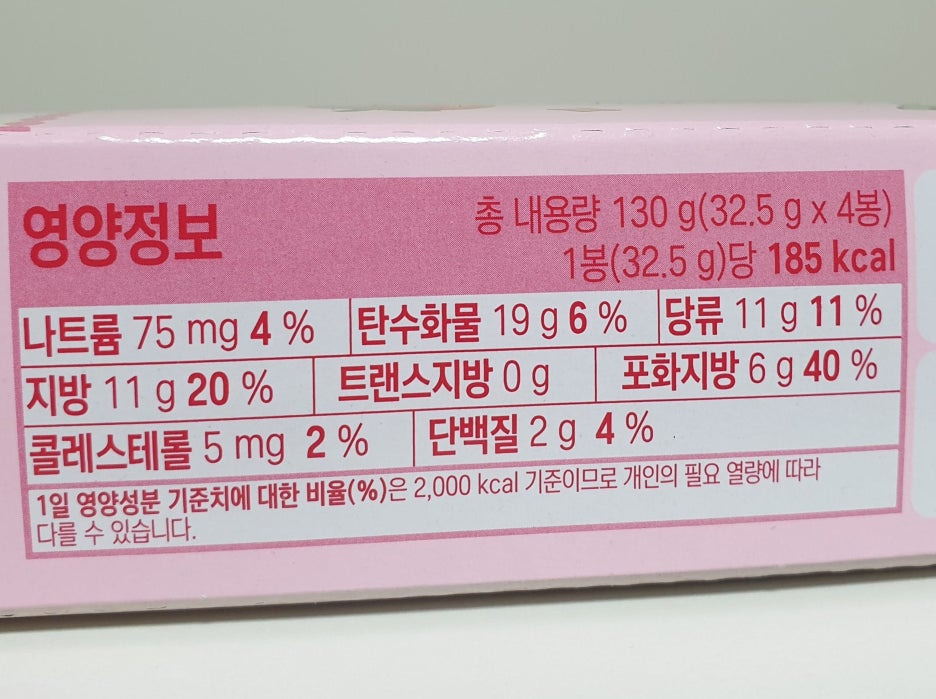 영양정보
총 내용량 130 g(32.5 g x 4봉)
1봉(32.5 g)당 185 kcal
나트륨 75 mg 4 % 탄수화물 19 g 6 % 당류 11 g 11 %
지방 11 g 20 % 트랜스지방 0 g 포화지방 6 g 40 %
콜레스테롤 5 mg 2 % 단백질 2 g 4 %
1일 영양성분 기준치에 대한 비율(%)은 2,000 kcal 기준이므로 개인의 필요 열량에 따라
다를 수 있습니다.